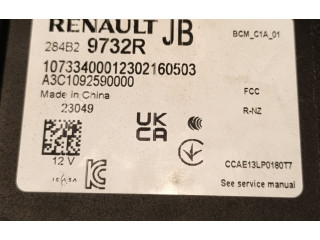 RENAULT JB
BCM_C1A_01
284B2 9732R
10733400012302160503
A3C1092590000
Made in China
23049
FCC
R-NZ
UK
CA
12 V
ICASA
CCAE13LP0180T7
See service manual